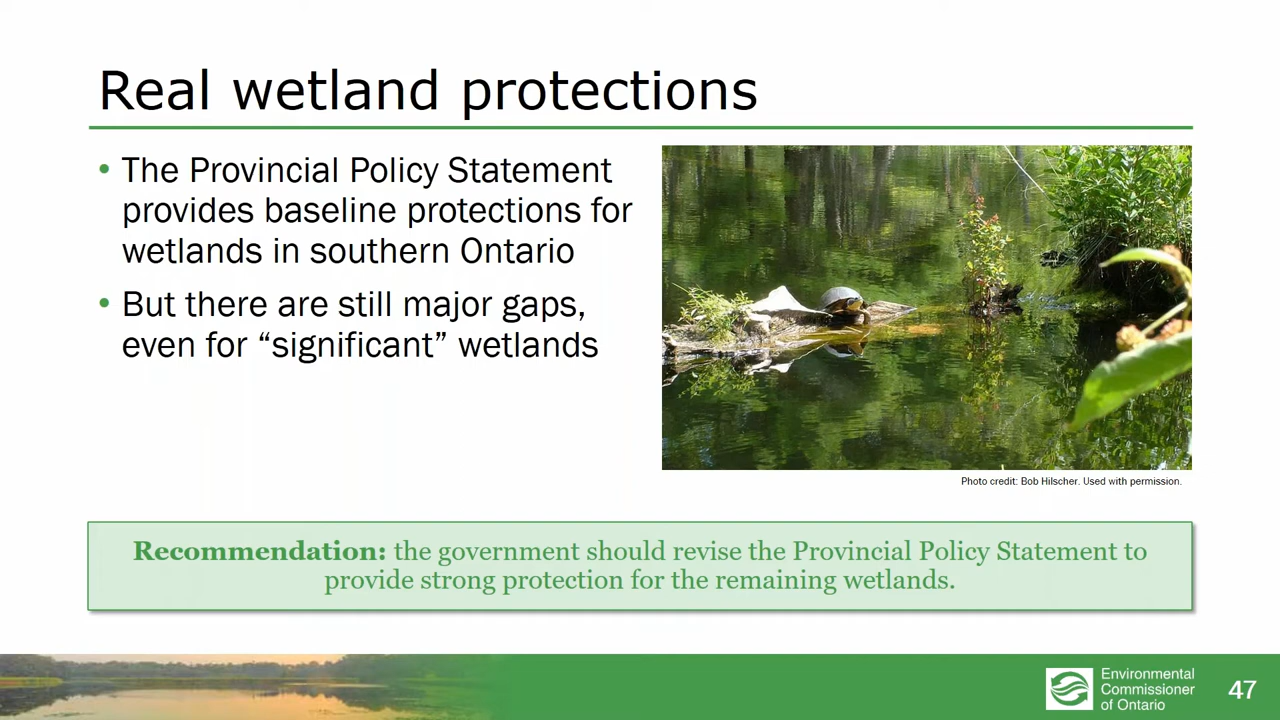 Real wetland protections
• The Provincial Policy Statement
provides baseline protections for
wetlands in southern Ontario
• But there are still major gaps,
even for “significant” wetlands
Photo credit: Bob Hilscher. Used with permission.
Recommendation: the government should revise the Provincial Policy Statement to
provide strong protection for the remaining wetlands.
Environmental
Commissioner
of Ontario
47